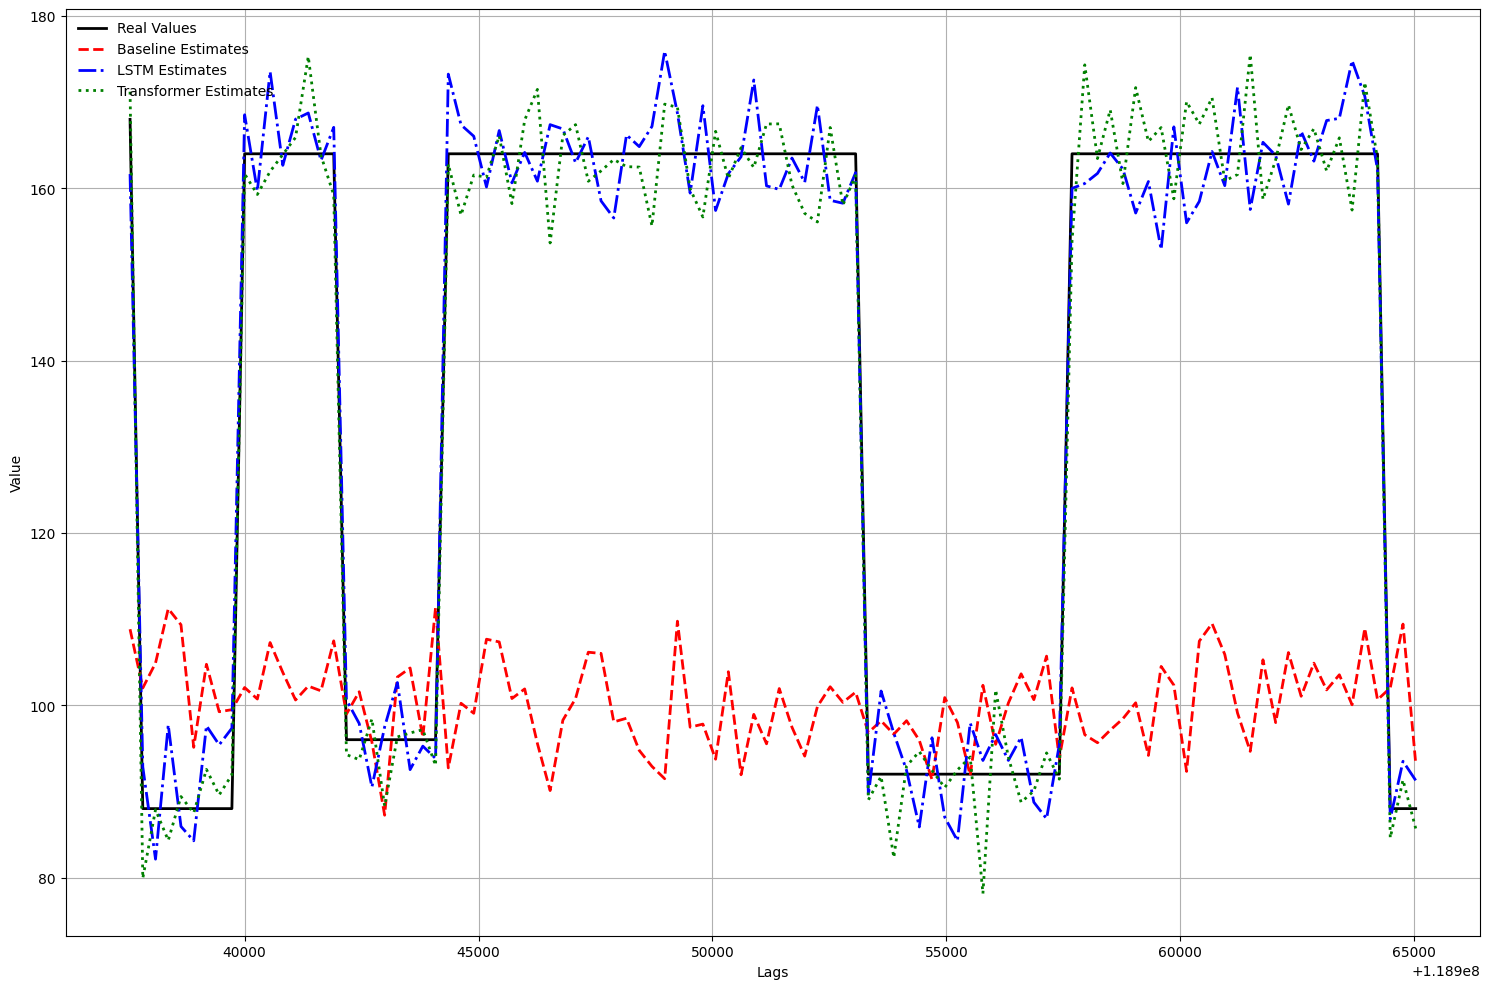 180
Real Values
Baseline Estimates
LSTM Estimates
Transformer Estimates
160
140
Value
120
100
80
40000 45000 50000 55000 60000 65000
Lags
+1.189e8